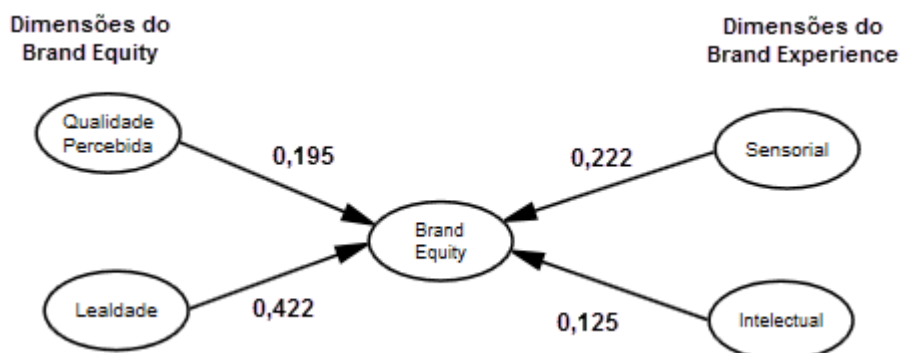 Dimensões do
Brand Equity
Dimensões do
Brand Experience
Qualidade
Percebida
0,195
0,222
Sensorial
Brand
Equity
Lealdade
0,422
0,125
Intelectual